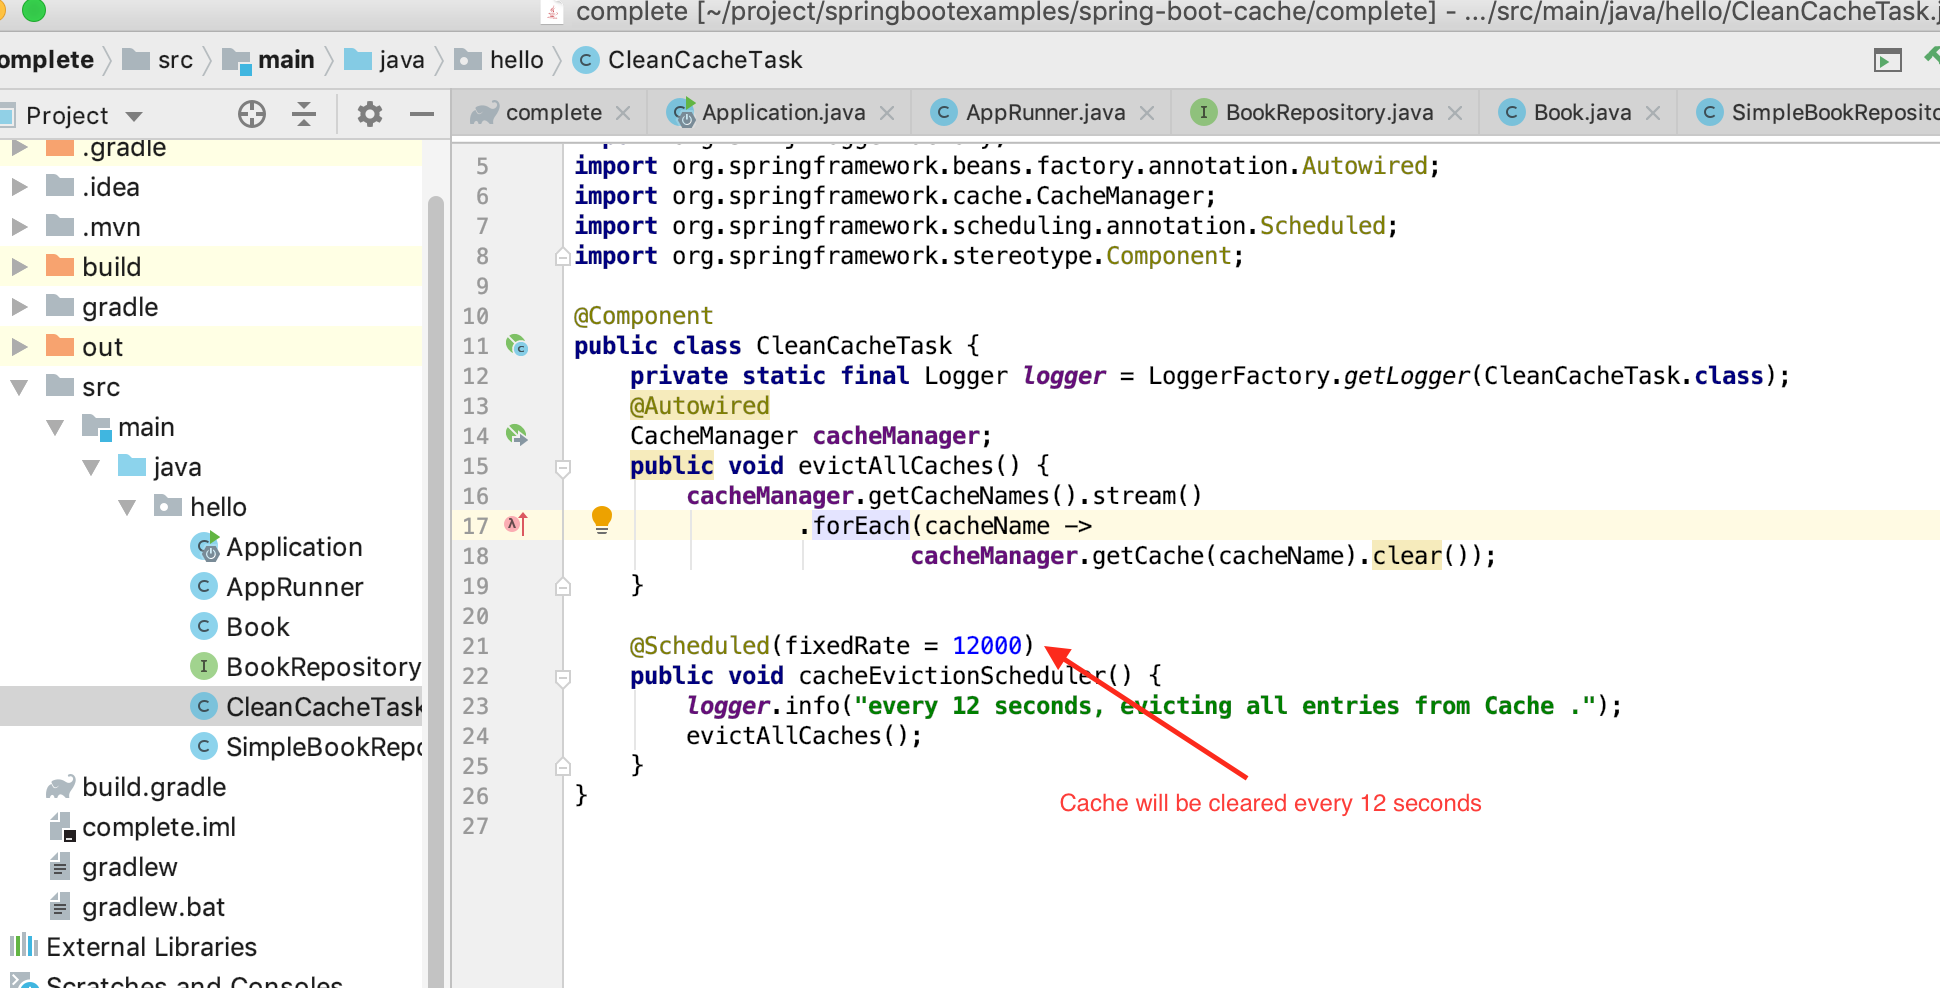 complete [~/project/springbootexamples/spring-boot-cache/complete] - .../src/main/java/hello/CleanCacheTask.j
omplete src main java hello CleanCacheTask
Project
complete Application.java AppRunner.java BookRepository.java Book.java SimpleBookReposito
.gradle
.idea
.mvn
build
gradle
out
src
main
java
hello
Application
AppRunner
Book
BookRepository
CleanCacheTask
SimpleBookRepo
build.gradle
complete.iml
gradlew
gradlew.bat
External Libraries
Scratches and Consoles
5 import org.springframework.beans.factory.annotation.Autowired;
6 import org.springframework.cache.CacheManager;
7 import org.springframework.scheduling.annotation.Scheduled;
8 import org.springframework.stereotype.Component;
9
10 @Component
11 public class CleanCacheTask {
12 private static final Logger logger = LoggerFactory.getLogger(CleanCacheTask.class);
13 @Autowired
14 CacheManager cacheManager;
15 public void evictAllCaches() {
16 cacheManager.getCacheNames().stream()
17 .forEach(cacheName ->
18 cacheManager.getCache(cacheName).clear());
19 }
20
21 @Scheduled(fixedRate = 12000)
22 public void cacheEvictionScheduler() {
23 logger.info("every 12 seconds, evicting all entries from Cache .");
24 evictAllCaches();
25 }
26 }
27
Cache will be cleared every 12 seconds